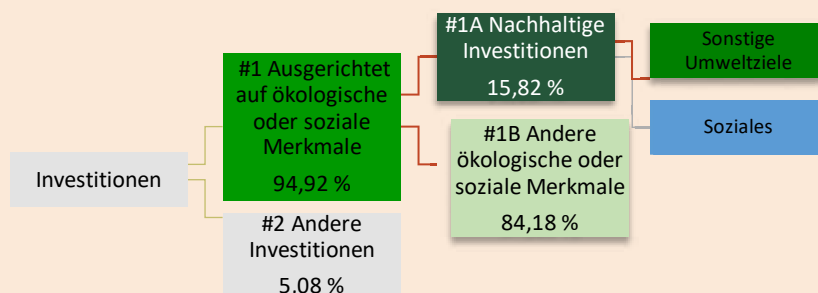 Investitionen
#1 Ausgerichtet
auf ökologische
oder soziale
Merkmale
94,92 %
#2 Andere
Investitionen
5.08 %
#1A Nachhaltige
Investitionen
15,82 %
#1B Andere
ökologische oder
soziale Merkmale
84,18 %
Sonstige
Umweltziele
Soziales